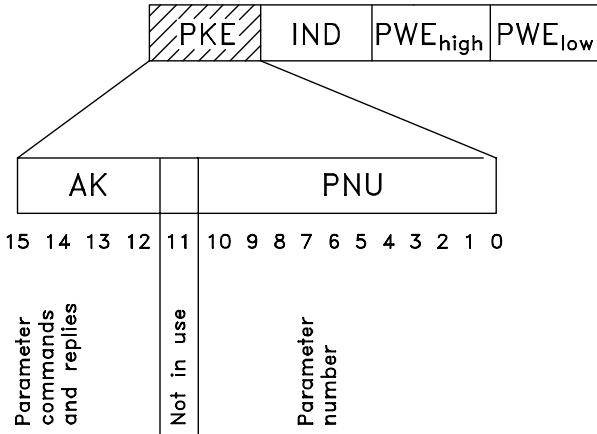 PKE IND PWEhigh PWElow
AK PNU
15 14 13 12 11 10 9 8 7 6 5 4 3 2 1 0
Parameter
commands
and replies
Not in use
Parameter
number